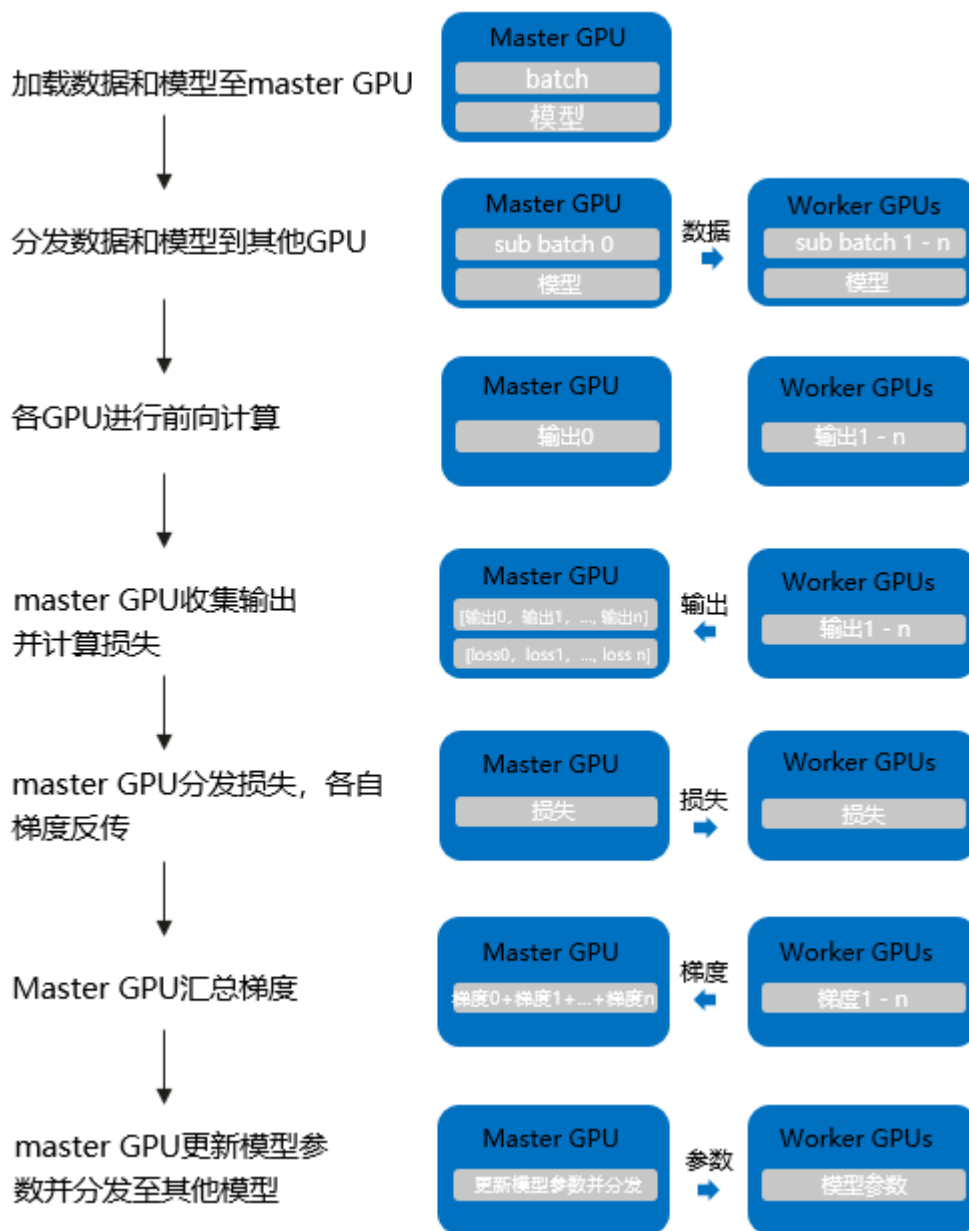 加载数据和模型至master GPU
Master GPU
batch
模型
分发数据和模型到其他GPU
Master GPU
sub batch 0
模型
数据
Worker GPUs
sub batch 1 - n
模型
各GPU进行前向计算
Master GPU
输出0
Worker GPUs
输出1 - n
master GPU收集输出
并计算损失
Master GPU
[输出0，输出1，…, 输出n]
[loss0，loss1，…, loss n]
输出
Worker GPUs
输出1 - n
master GPU分发损失，各自
梯度反传
Master GPU
损失
损失
Worker GPUs
损失
Master GPU汇总梯度
Master GPU
梯度0+梯度1+…+梯度n
梯度
Worker GPUs
梯度1 - n
master GPU更新模型参
数并分发至其他模型
Master GPU
更新模型参数并分发
参数
Worker GPUs
模型参数